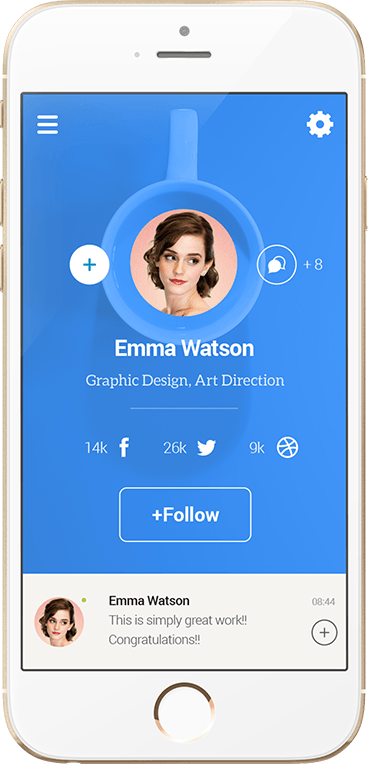 + 8
Emma Watson
Graphic Design, Art Direction
14k
26k
9k
+Follow
Emma Watson
08:44
This is simply great work!!
Congratulations!!